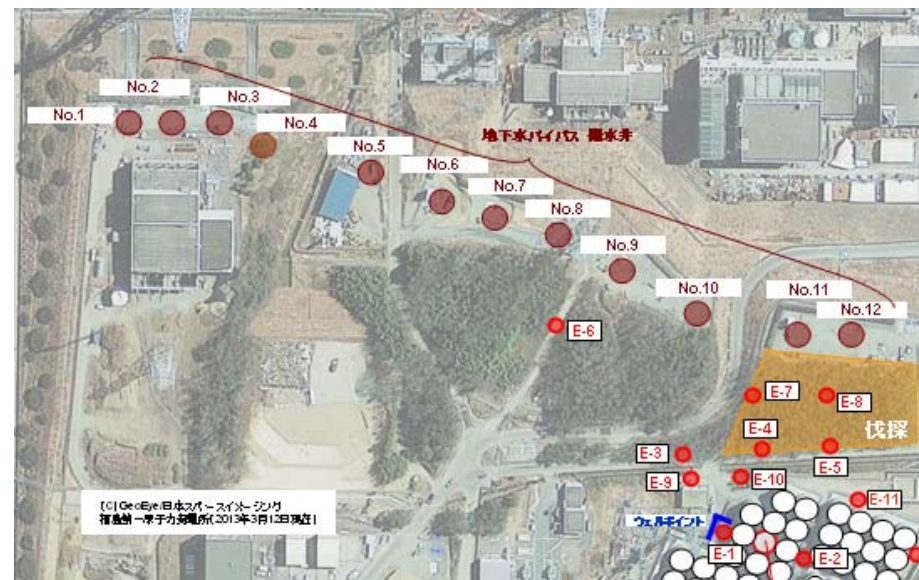 No.2
No.1
No.3
No.4
No.5
No.6
No.7
No.8
No.9
No.10
No.11
No.12
地下水バイパス 揚水井
E-6
E-7
E-8
E-4
伐採
E-3
E-5
E-9
E-10
E-11
ウェルポイント
E-1
E-2
(C)GeoEye/日本スペースイメージング
福島第一原子力発電所(2013年3月12日現在)